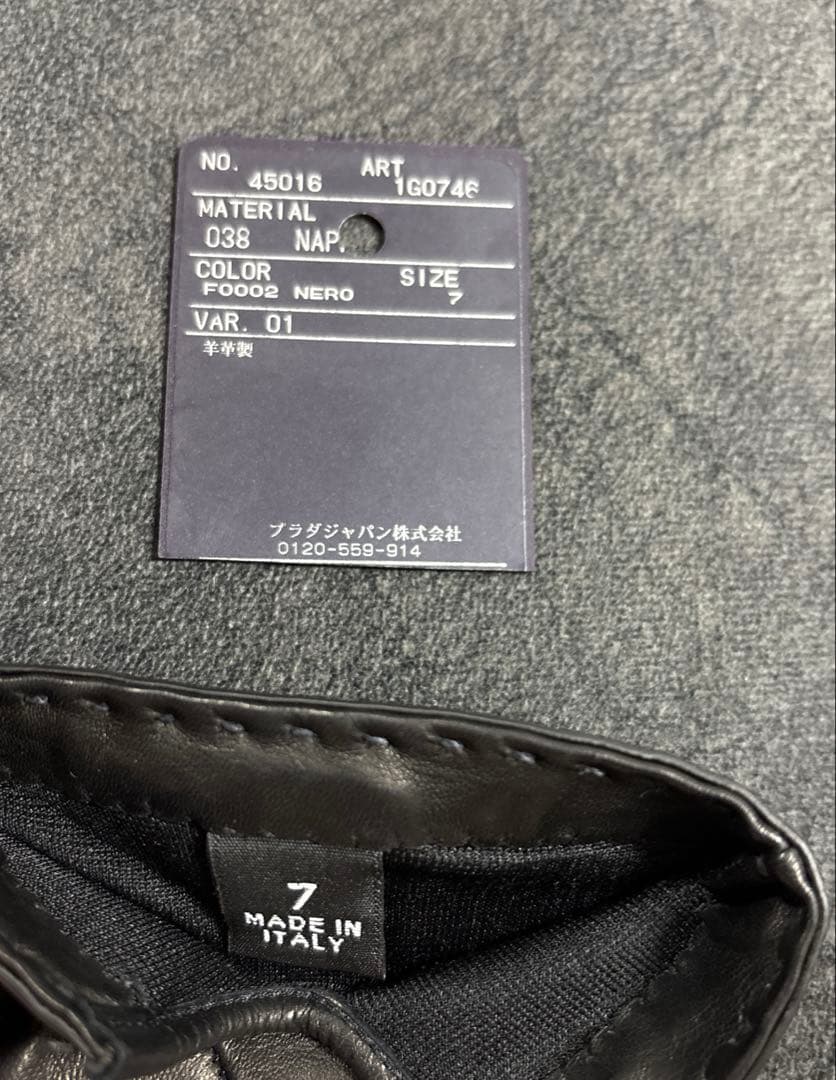 NO. ART
45016 1G0746
MATERIAL
038 NAP.
COLOR SIZE
F0002 NERO 7
VAR. 01
羊革製
プラダジャパン株式会社
0120-559-914
7
MADE IN
ITALY